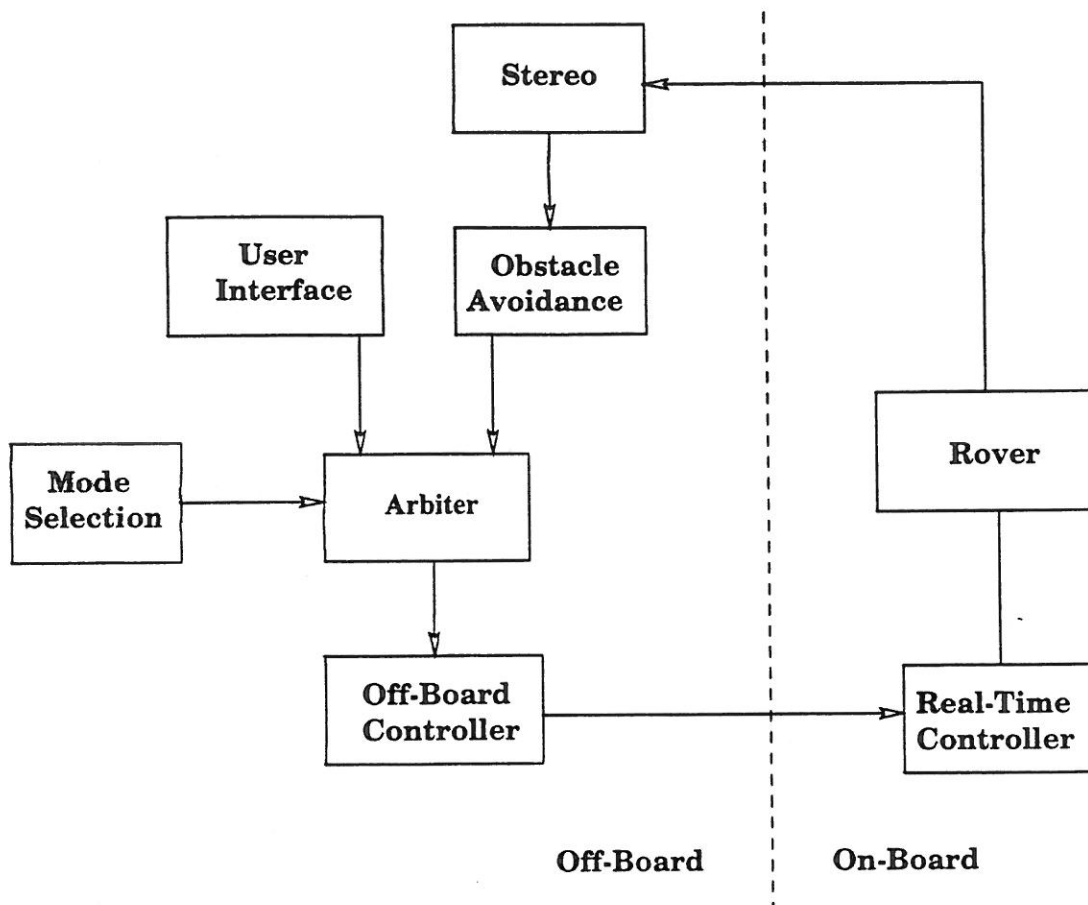 Stereo
User
Interface
Obstacle
Avoidance
Mode
Selection
Arbiter
Rover
Off-Board
Controller
Real-Time
Controller
Off-Board
On-Board